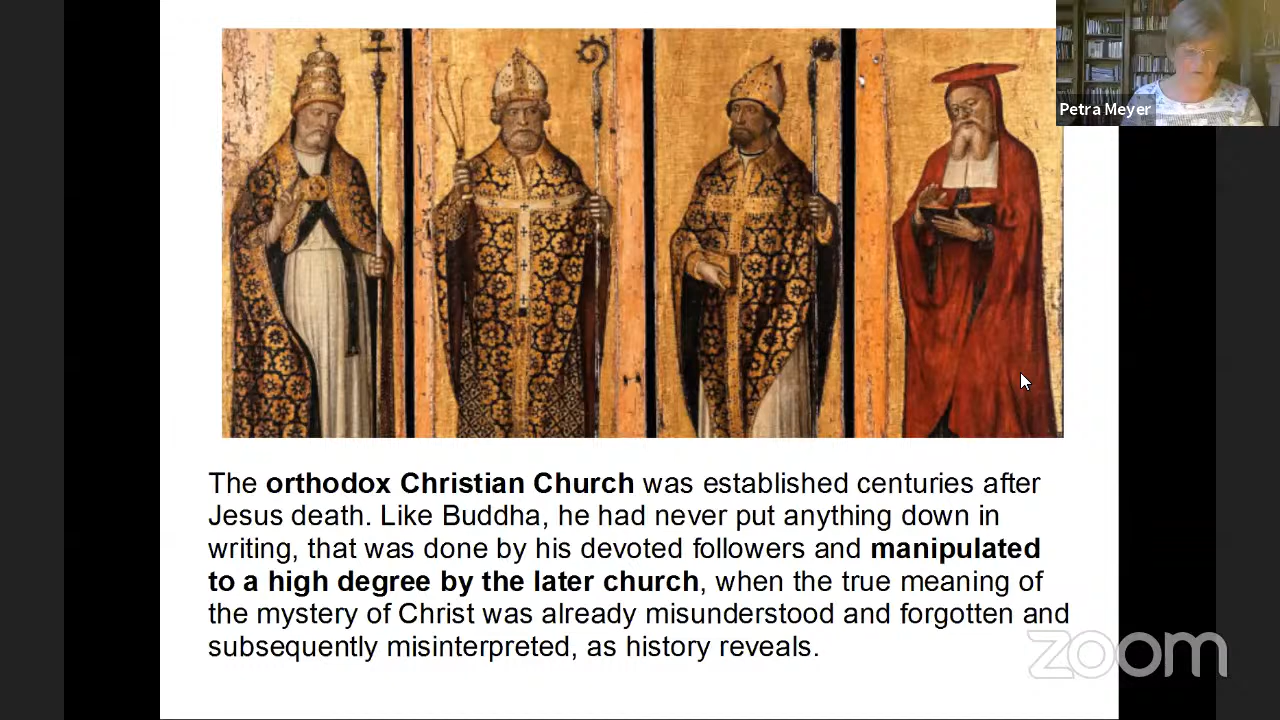 Petra Meyer
The orthodox Christian Church was established centuries after
Jesus death. Like Buddha, he had never put anything down in
writing, that was done by his devoted followers and manipulated
to a high degree by the later church, when the true meaning of
the mystery of Christ was already misunderstood and forgotten and
subsequently misinterpreted, as history reveals.
zoom